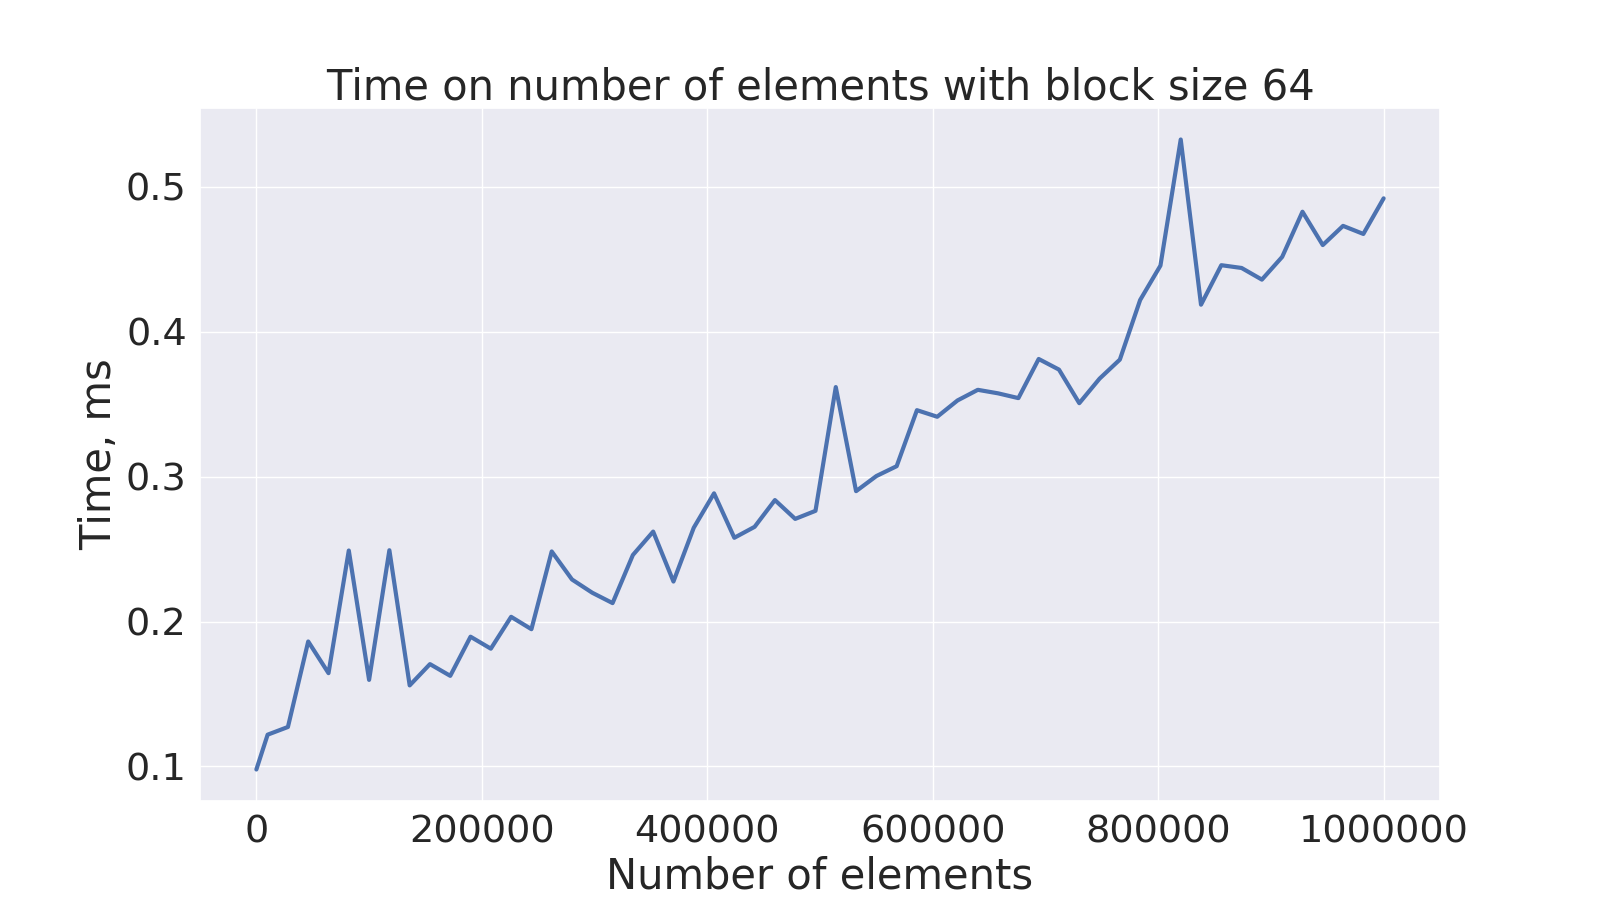 Time on number of elements with block size 64
0.5
0.4
0.3
0.2
0.1
Time, ms
0 200000 400000 600000 800000 1000000
Number of elements